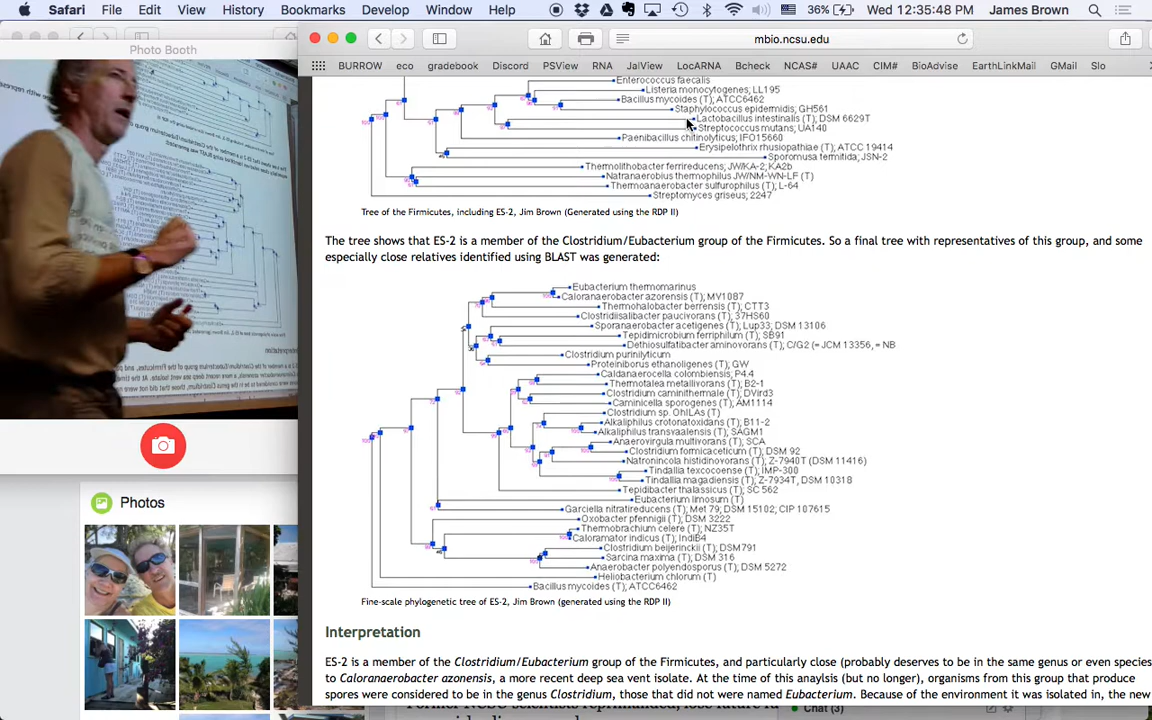 Safari File Edit View History Bookmarks Develop Window Help 36% Wed 12:35:48 PM James Brown
Photo Booth
mbio.ncsu.edu
BURROW eco gradebook Discord PSView RNA JalView LocARNA Bcheck NCAS# UAAC CIM# BioAdvise EarthLinkMail GMail Slo
Enterococcus faecalis
Listeria monocytogenes; LL195
Bacillus mycoides (T); ATCC6462
Staphylococcus epidermis; GH561
Lactobacillus intestinalis (T); DSM 6629T
Streptococcus mutans; UA140
Paenibacillus chitinolyticus; IFO15660
Erysipelothrix rhusiopathiae (T); ATCC 19414
Sporomusa termitida; JSN-2
Thermolithobacter ferrireducens; JW/KA-2; KA2b
Natranaerobius thermophilus JW/NM-WN-LF (T)
Thermoanaerobacter sulfurophilus (T); L-64
Streptomyces griseus; 2247
Tree of the Firmicutes, including ES-2, Jim Brown (Generated using the RDP II)
The tree shows that ES-2 is a member of the Clostridium/Eubacterium group of the Firmicutes. So a final tree with representatives of this group, and some
especially close relatives identified using BLAST was generated:
Eubacterium thermomarinus
Caloranaerobacter azorensis (T); MV1087
Thermohalobacter berrensis (T); CTT3
Clostridiisalibacter paucivorans (T); 37HS60
Sporanaerobacter acetigenes (T); Lup33; DSM 13106
Tepidimicrobium ferriphilum (T); SB91
Dethiosulfatibacter aminovorans (T); C/G2 (= JCM 13356, = NB
Clostridium purinilyticum
Proteiniborus ethanoligenes (T); GW
Caldanaerocella colombiensis; P4.4
Thermotalea metallivorans (T); B2-1
Clostridium caminithermale (T); DVird3
Caminicella sporogenes (T); AM1114
Clostridium sp. OhILAs (T)
Alkaliphilus crotonatoxidans (T); B11-2
Alkaliphilus transvaalensis (T); SAGM1
Anaerovirgula multivorans (T); SCA
Clostridium formicaceticum (T); DSM 92
Natronincola histidinovorans (T); Z-7940T (DSM 11416)
Tindallia texcocoense (T); IMP-300
Tindallia magadiensis (T); Z-7934T, DSM 10318
Tepidibacter thalassicus (T); SC 562
Eubacterium limosum (T)
Garciella nitratireducens (T); Met 79; DSM 15102; CIP 107615
Oxobacter pfennigii (T); DSM 3222
Thermobrachium celere (T); NZ35T
Caloramator indicus (T); IndiB4
Clostridium beijerinckii (T); DSM791
Sarcina maxima (T); DSM 316
Anaerobacter polyendosporus (T); DSM 5272
Heliobacterium chlorum (T)
Bacillus mycoides (T); ATCC6462
Fine-scale phylogenetic tree of ES-2, Jim Brown (generated using the RDP II)
Photos
Interpretation
ES-2 is a member of the Clostridium/Eubacterium group of the Firmicutes, and particularly close (probably deserves to be in the same genus or even species
to Caloranaerobacter azonensis, a more recent deep sea vent isolate. At the time of this anaylsis (but no longer), organisms from this group that produce
spores were considered to be in the genus Clostridium, those that did not were named Eubacterium. Because of the environment it was isolated in, the new
Chat (3)